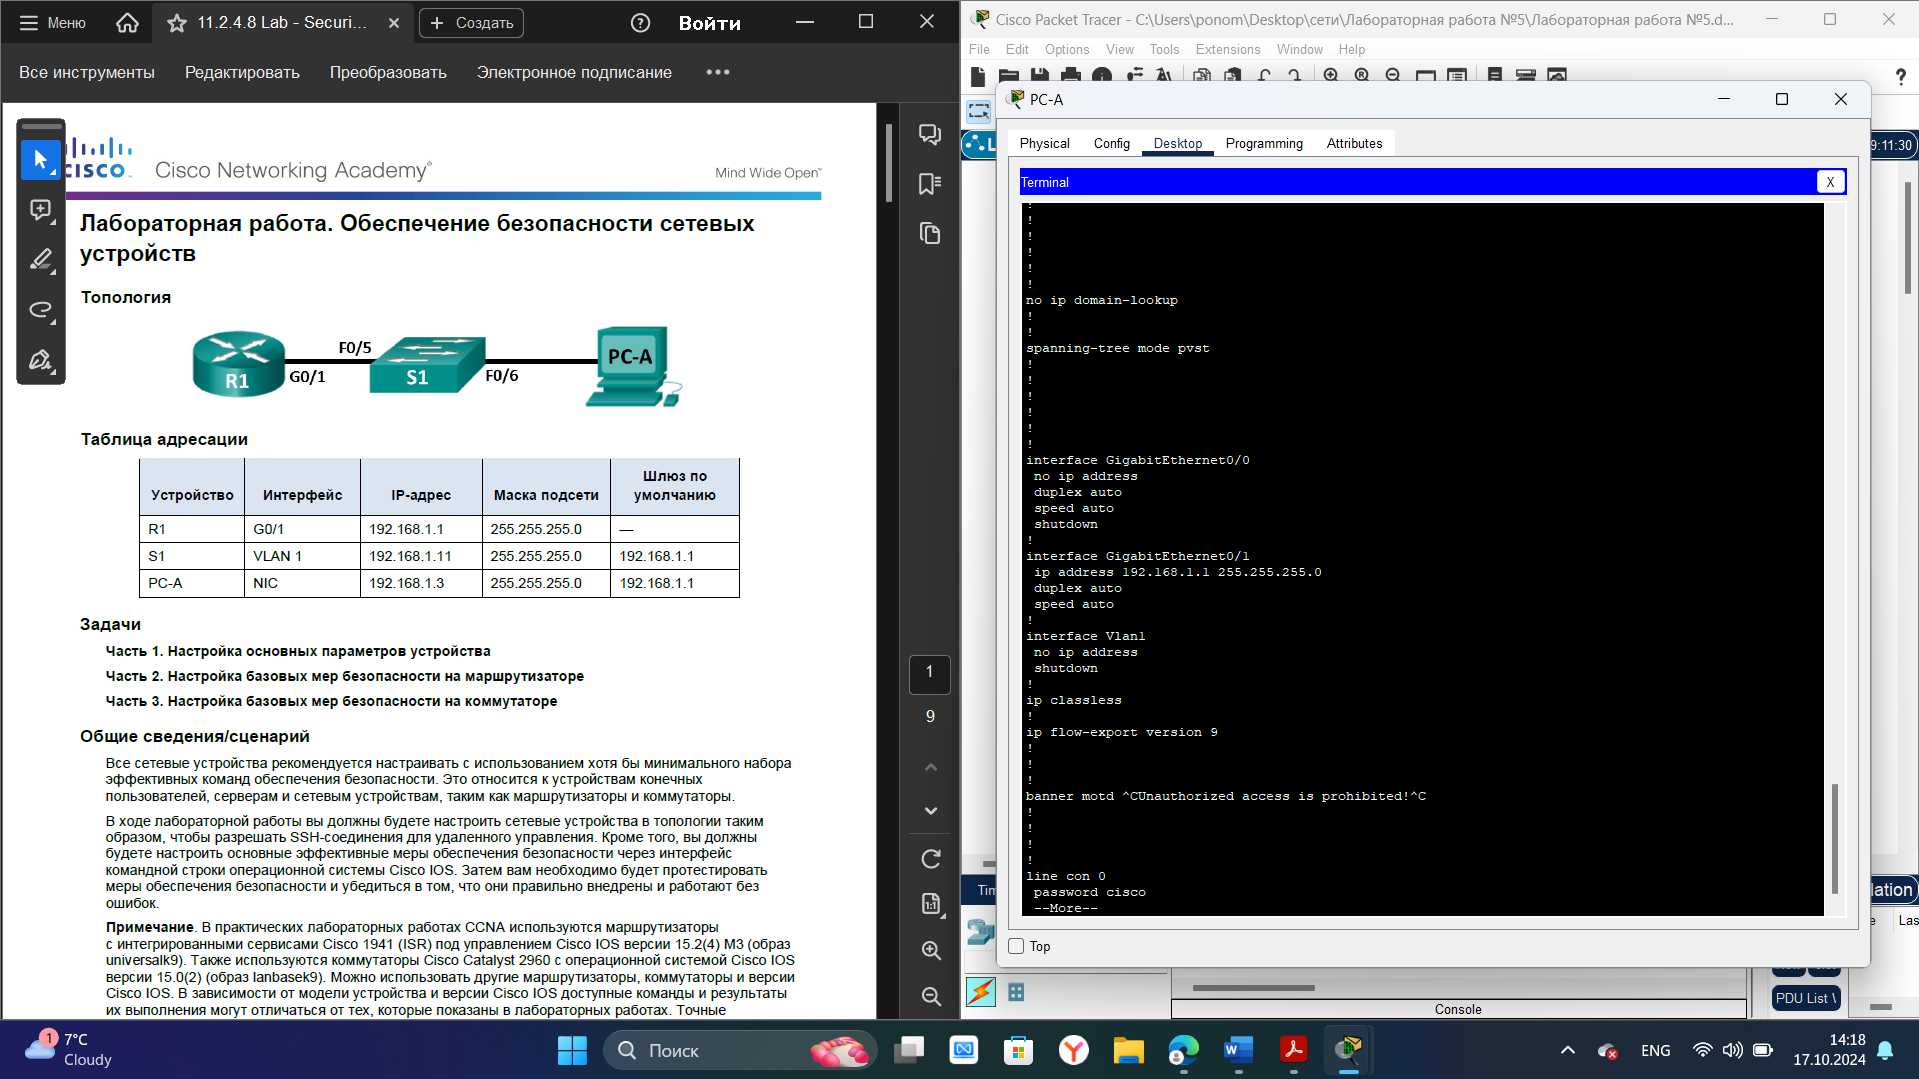 Меню
11.2.4.8 Lab - Securi...
Создать
Войти
Все инструменты
Редактировать
Преобразовать
Электронное подписание
cisco
Cisco Networking Academy®
Mind Wide Open™
Лабораторная работа. Обеспечение безопасности сетевых
устройств
Топология
F0/5
PC-A
R1
G0/1
S1
F0/6
Таблица адресации
Устройство
Интерфейс
IP-адрес
Маска подсети
Шлюз по
умолчанию
R1
G0/1
192.168.1.1
255.255.255.0
—
S1
VLAN 1
192.168.1.11
255.255.255.0
192.168.1.1
PC-A
NIC
192.168.1.3
255.255.255.0
192.168.1.1
Задачи
Часть 1. Настройка основных параметров устройства
Часть 2. Настройка базовых мер безопасности на маршрутизаторе
Часть 3. Настройка базовых мер безопасности на коммутаторе
Общие сведения/сценарий
Все сетевые устройства рекомендуется настраивать с использованием хотя бы минимального набора
эффективных команд обеспечения безопасности. Это относится к устройствам конечных
пользователей, серверам и сетевым устройствам, таким как маршрутизаторы и коммутаторы.
В ходе лабораторной работы вы должны будете настроить сетевые устройства в топологии таким
образом, чтобы разрешать SSH-соединения для удаленного управления. Кроме того, вы должны
будете настроить основные эффективные меры обеспечения безопасности через интерфейс
командной строки операционной системы Cisco IOS. Затем вам необходимо будет протестировать
меры обеспечения безопасности и убедиться в том, что они правильно внедрены и работают без
ошибок.
Примечание. В практических лабораторных работах CCNA используются маршрутизаторы
с интегрированными сервисами Cisco 1941 (ISR) под управлением Cisco IOS версии 15.2(4) M3 (образ
universalk9). Также используются коммутаторы Cisco Catalyst 2960 с операционной системой Cisco IOS
версии 15.0(2) (образ lanbasek9). Можно использовать другие маршрутизаторы, коммутаторы и версии
Cisco IOS. В зависимости от модели устройства и версии Cisco IOS доступные команды и результаты
их выполнения могут отличаться от тех, которые показаны в лабораторных работах. Точные
1
9
1:1
Cisco Packet Tracer - C:\Users\ponom\Desktop\сети\Лабораторная работа №5\Лабораторная работа №5.d...
File Edit Options View Tools Extensions Window Help
?
L
9:11:30
PC-A
Physical Config Desktop Programming Attributes
Terminal
X
!
!
!
!
!
!
no ip domain-lookup
!
!
spanning-tree mode pvst
!
!
!
!
!
!
interface GigabitEthernet0/0
no ip address
duplex auto
speed auto
shutdown
!
interface GigabitEthernet0/1
ip address 192.168.1.1 255.255.255.0
duplex auto
speed auto
!
interface Vlan1
no ip address
shutdown
!
ip classless
!
ip flow-export version 9
!
!
!
banner motd ^CUnauthorized access is prohibited!^C
!
!
!
!
line con 0
password cisco
--More--
Top
Tim
lation
e
Las
PDU List \
Console
1
7°C
Cloudy
Поиск
ENG
14:18
17.10.2024